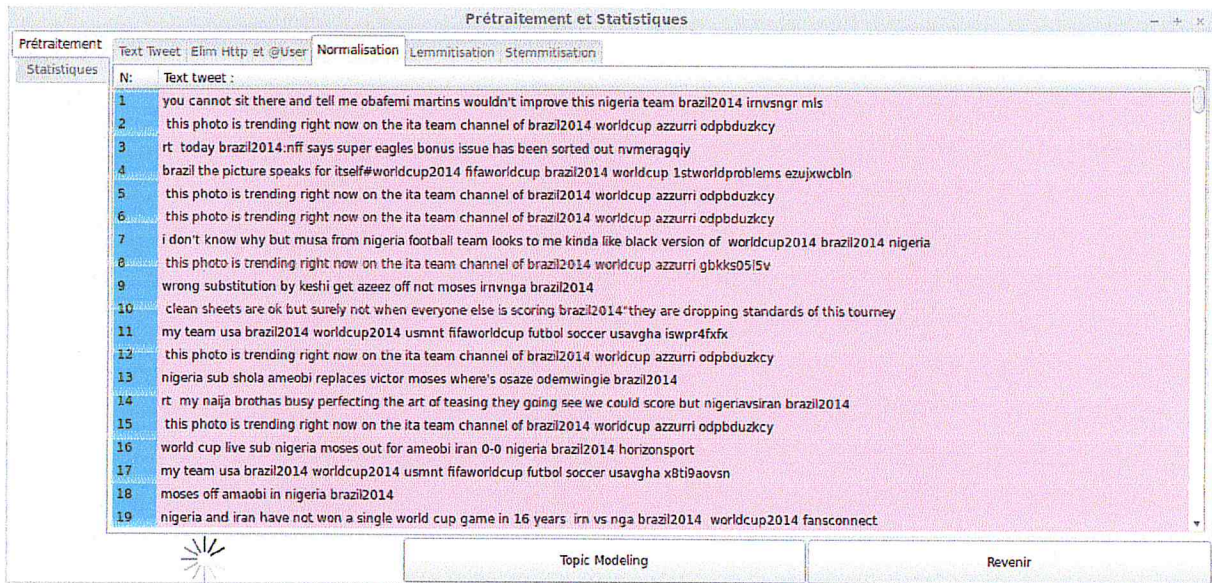 Prétraitement et Statistiques
Prétraitement
Statistiques
Text Tweet Elim Http et @User Normalisation Lemmitisation Stemmitisation
N: Text tweet :
1 you cannot sit there and tell me obafemi martins wouldn't improve this nigeria team brazil2014 irnvsngr mls
2 this photo is trending right now on the ita team channel of brazil2014 worldcup azzurri odpbduzkcy
3 rt today brazil2014:nff says super eagles bonus issue has been sorted out nvmeragqiy
4 brazil the picture speaks for itself#worldcup2014 fifaworldcup brazil2014 worldcup 1stworldproblems ezujxwcbln
5 this photo is trending right now on the ita team channel of brazil2014 worldcup azzurri odpbduzkcy
6 this photo is trending right now on the ita team channel of brazil2014 worldcup azzurri odpbduzkcy
7 i don't know why but musa from nigeria football team looks to me kinda like black version of worldcup2014 brazil2014 nigeria
8 this photo is trending right now on the ita team channel of brazil2014 worldcup azzurri gbkks05l5v
9 wrong substitution by keshi get azeez off not moses irnvnga brazil2014
10 clean sheets are ok but surely not when everyone else is scoring brazil2014"they are dropping standards of this tourney
11 my team usa brazil2014 worldcup2014 usmnt fifaworldcup futbol soccer usavgha iswpr4fxfx
12 this photo is trending right now on the ita team channel of brazil2014 worldcup azzurri odpbduzkcy
13 nigeria sub shola ameobi replaces victor moses where's osaze odemwingie brazil2014
14 rt my naija brothas busy perfecting the art of teasing they going see we could score but nigeriavsiran brazil2014
15 this photo is trending right now on the ita team channel of brazil2014 worldcup azzurri odpbduzkcy
16 world cup live sub nigeria moses out for ameobi iran 0-0 nigeria brazil2014 horizonsport
17 my team usa brazil2014 worldcup2014 usmnt fifaworldcup futbol soccer usavgha x8ti9aovsn
18 moses off amaobi in nigeria brazil2014
19 nigeria and iran have not won a single world cup game in 16 years irn vs nga brazil2014 worldcup2014 fansconnect
Topic Modeling
Revenir